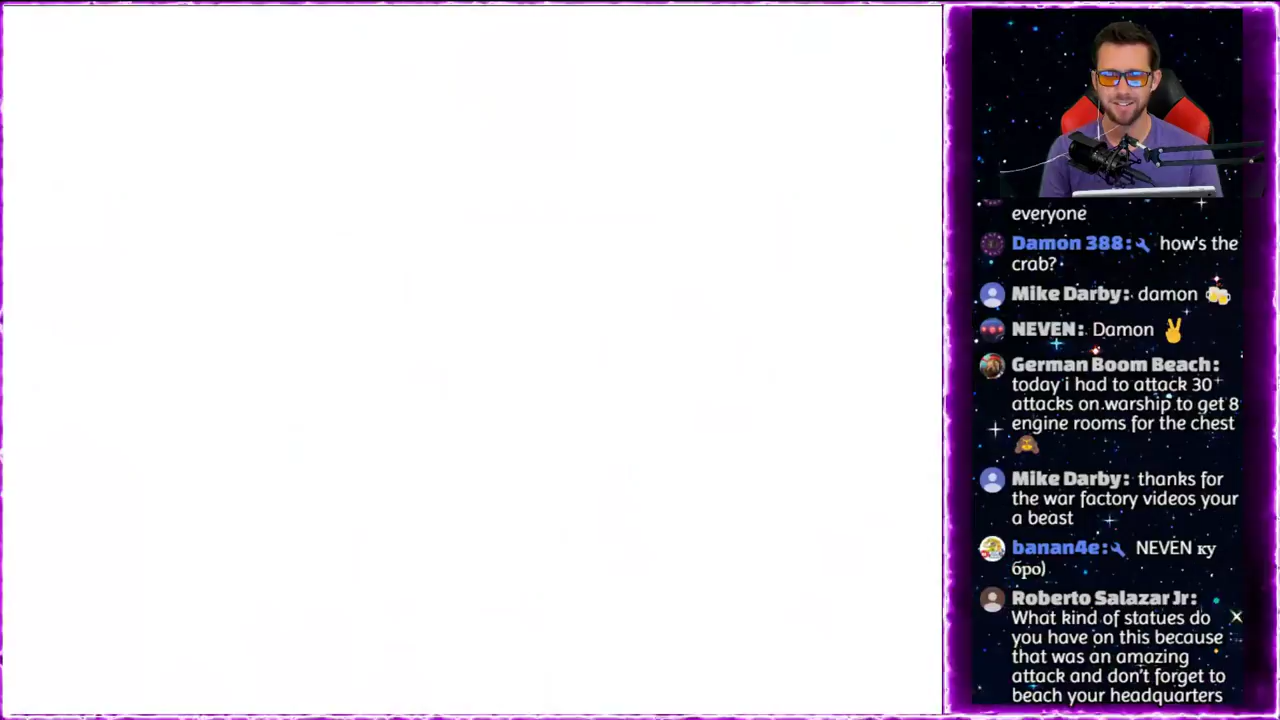 everyone
Damon 388: how's the
crab?
Mike Darby: damon
NEVEN: Damon
German Boom Beach:
today i had to attack 30
attacks on warship to get 8
engine rooms for the chest
Mike Darby: thanks for
the war factory videos your
a beast
banan4e: NEVEN ку
бро)
Roberto Salazar Jr:
What kind of statues do
you have on this because
that was an amazing
attack and don't forget to
beach your headquarters